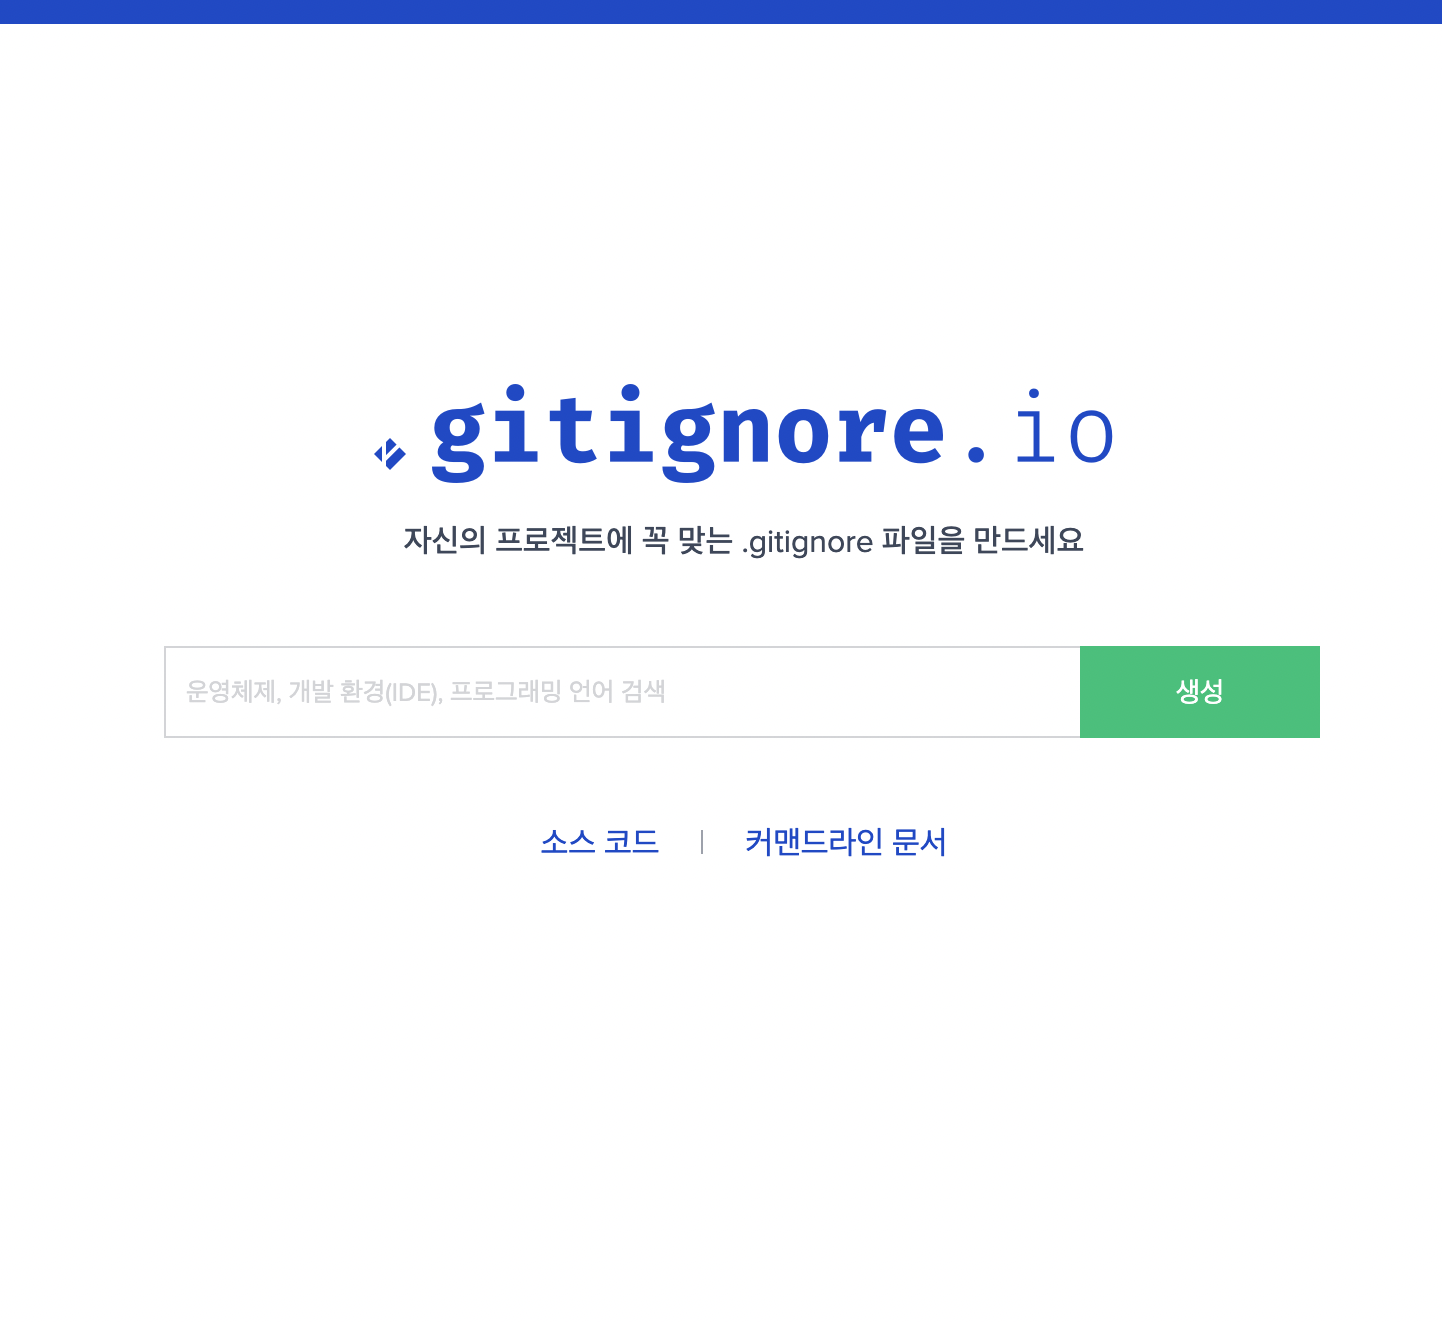 .gitignore.io
자신의 프로젝트에 꼭 맞는 .gitignore 파일을 만드세요
운영체제, 개발 환경(IDE), 프로그래밍 언어 검색
생성
소스 코드 | 커맨드라인 문서